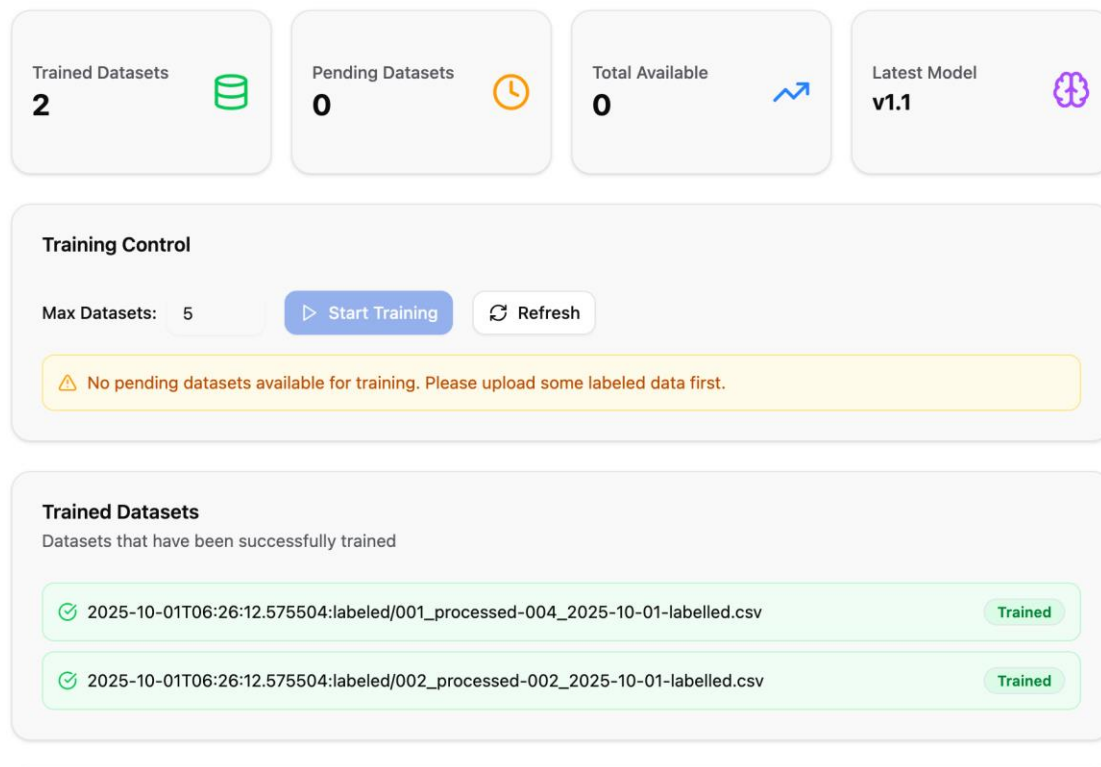 Trained Datasets
2
Pending Datasets
0
Total Available
0
Latest Model
v1.1
Training Control
Max Datasets: 5 Start Training Refresh
No pending datasets available for training. Please upload some labeled data first.
Trained Datasets
Datasets that have been successfully trained
2025-10-01T06:26:12.575504:labeled/001_processed-004_2025-10-01-labelled.csv Trained
2025-10-01T06:26:12.575504:labeled/002_processed-002_2025-10-01-labelled.csv Trained